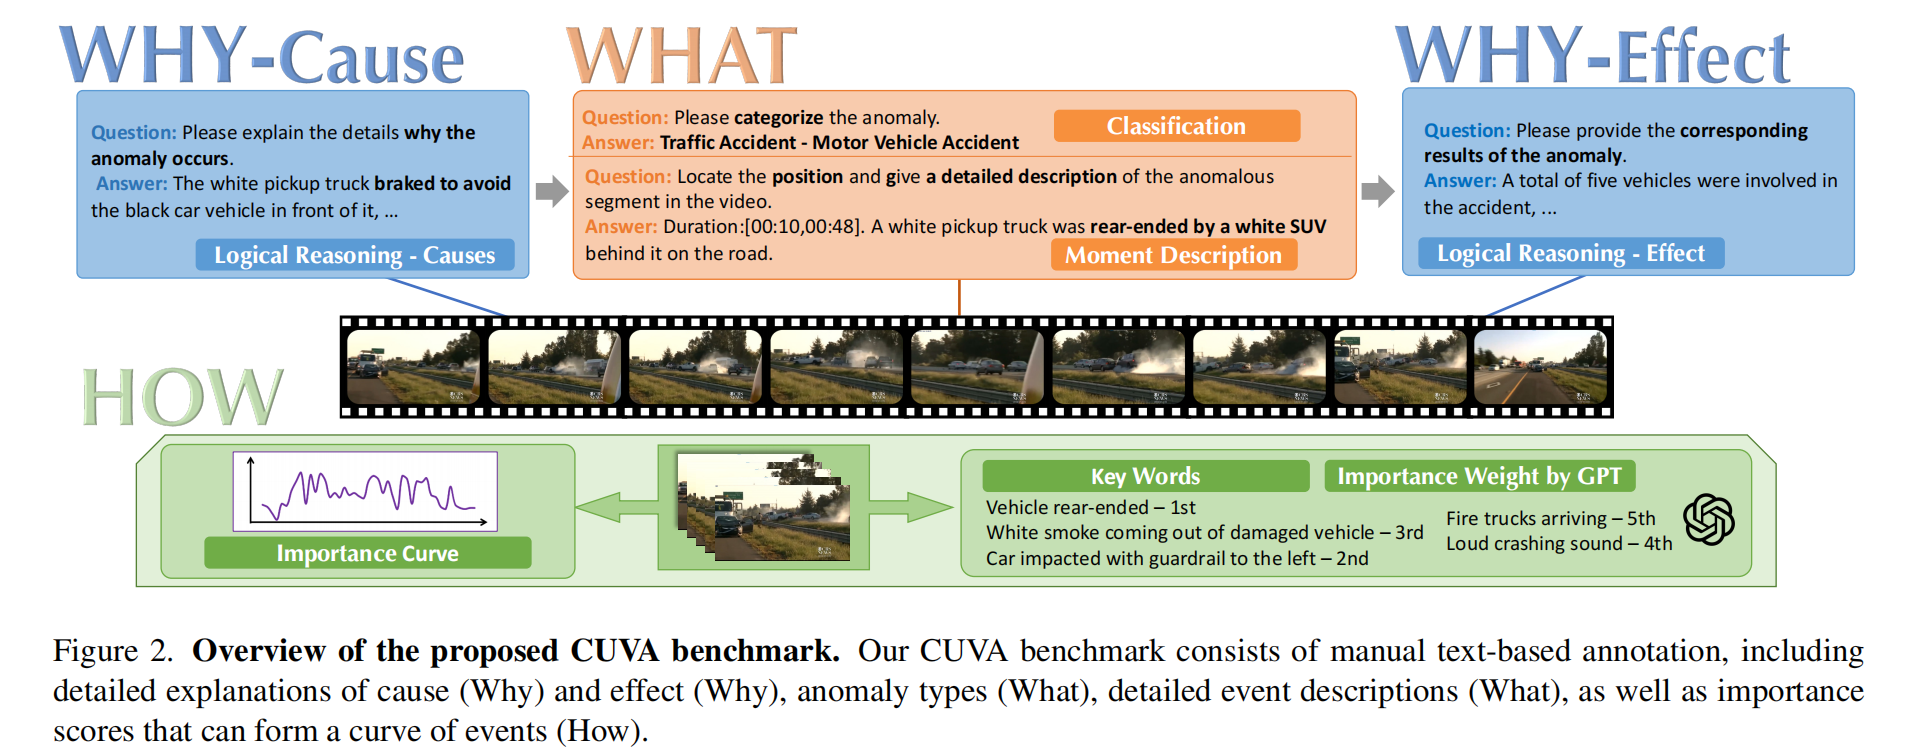 WHY-Cause
Question: Please explain the details why the
anomaly occurs.
Answer: The white pickup truck braked to avoid
the black car vehicle in front of it, ...
Logical Reasoning - Causes
WHAT
Question: Please categorize the anomaly.
Answer: Traffic Accident - Motor Vehicle Accident
Classification
Question: Locate the position and give a detailed description of the anomalous
segment in the video.
Answer: Duration:[00:10,00:48]. A white pickup truck was rear-ended by a white SUV
behind it on the road.
Moment Description
WHY-Effect
Question: Please provide the corresponding
results of the anomaly.
Answer: A total of five vehicles were involved in
the accident, ...
Logical Reasoning - Effect
HOW
Importance Curve
Key Words
Importance Weight by GPT
Vehicle rear-ended – 1st
White smoke coming out of damaged vehicle – 3rd
Car impacted with guardrail to the left – 2nd
Fire trucks arriving – 5th
Loud crashing sound – 4th
Figure 2. Overview of the proposed CUVA benchmark. Our CUVA benchmark consists of manual text-based annotation, including
detailed explanations of cause (Why) and effect (Why), anomaly types (What), detailed event descriptions (What), as well as importance
scores that can form a curve of events (How).